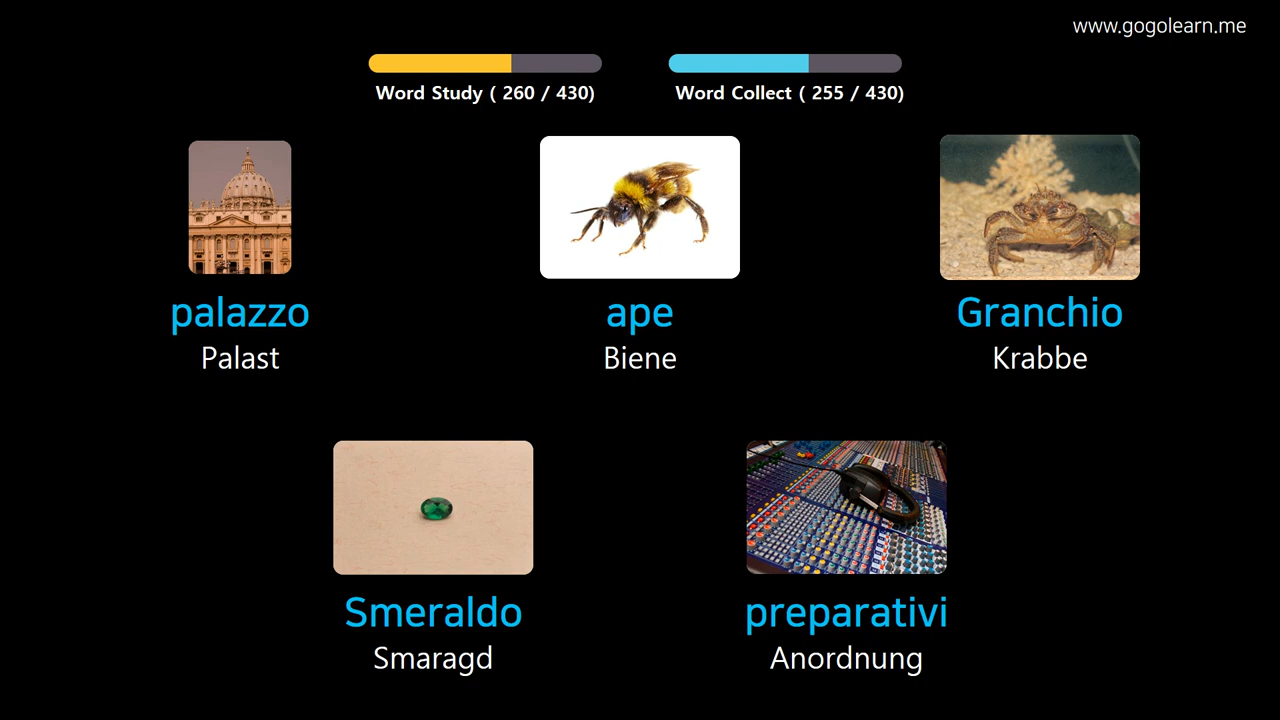 www.gogolearn.me
Word Study ( 260 / 430)
Word Collect ( 255 / 430)
palazzo
Palast
ape
Biene
Granchio
Krabbe
Smeraldo
Smaragd
preparativi
Anordnung